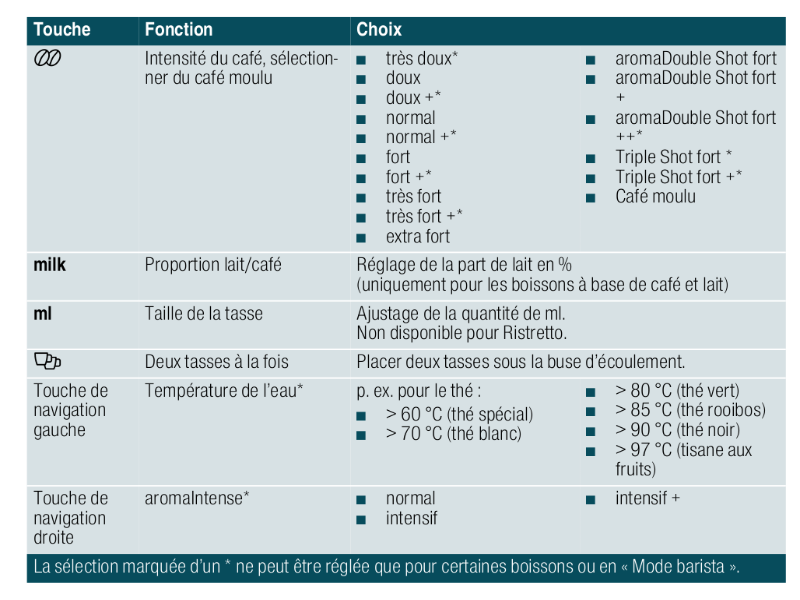 Touche Fonction Choix
Intensité du café, sélection-
ner du café moulu
■ très doux*
■ doux
■ doux +*
■ normal
■ normal +*
■ fort
■ fort +*
■ très fort
■ très fort +*
■ extra fort
■ aromaDouble Shot fort
■ aromaDouble Shot fort
+
■ aromaDouble Shot fort
++*
■ Triple Shot fort *
■ Triple Shot fort +*
■ Café moulu
milk Proportion lait/café Réglage de la part de lait en %
(uniquement pour les boissons à base de café et lait)
ml Taille de la tasse Ajustage de la quantité de ml.
Non disponible pour Ristretto.
Deux tasses à la fois Placer deux tasses sous la buse d'écoulement.
Touche de
navigation
gauche
Température de l'eau*
p. ex. pour le thé :
■ > 60 °C (thé spécial)
■ > 70 °C (thé blanc)
■ > 80 °C (thé vert)
■ > 85 °C (thé rooibos)
■ > 90 °C (thé noir)
■ > 97 °C (tisane aux
fruits)
Touche de
navigation
droite
aromaIntense*
■ normal
■ intensif
■ intensif +
La sélection marquée d'un * ne peut être réglée que pour certaines boissons ou en « Mode barista ».